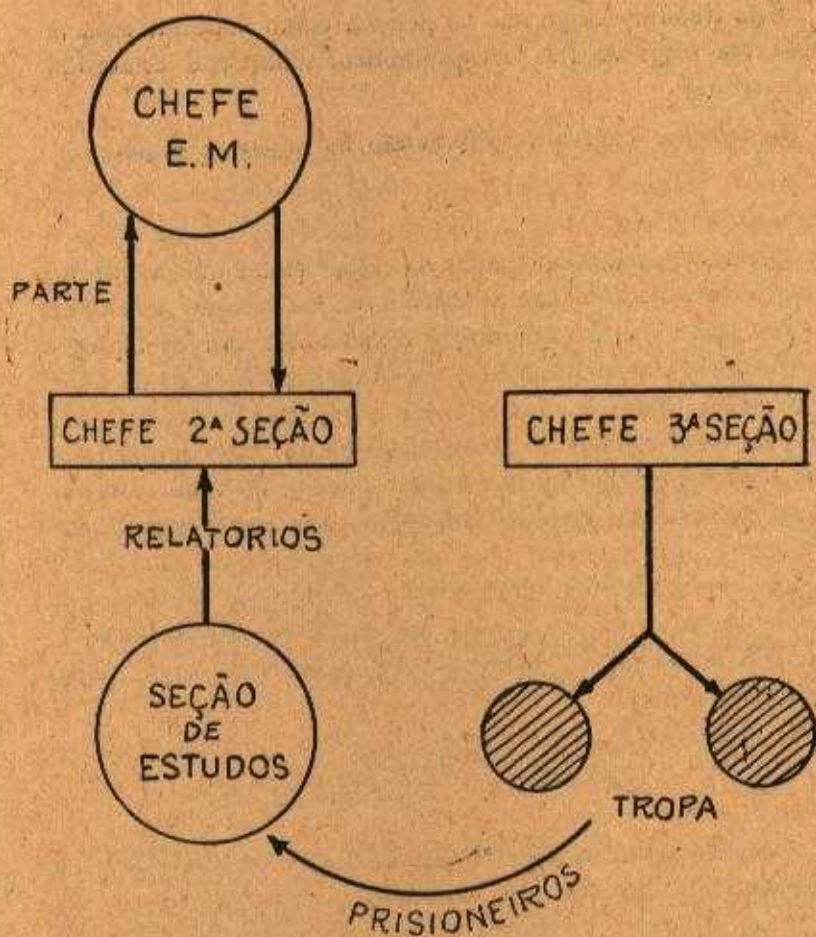 CHEFE
E.M.
PARTE
CHEFE 2ª SEÇÃO
CHEFE 3ª SEÇÃO
RELATORIOS
SEÇÃO
DE
ESTUDOS
TROPA
PRISIONEIROS